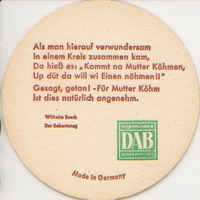 Als man hierauf verwundersam
In einem Kreis zusammen kam,
Da hieß es: „Kommt na Mutter Köhmen,
Up düt da will wi Einen nöhmen!!"
Gesagt, getan! - Für Mutter Köhm
Ist dies natürlich angenehm.
Wilhelm Busch
Der Geburtstag
DORTMUNDER
DAB
Made in Germany